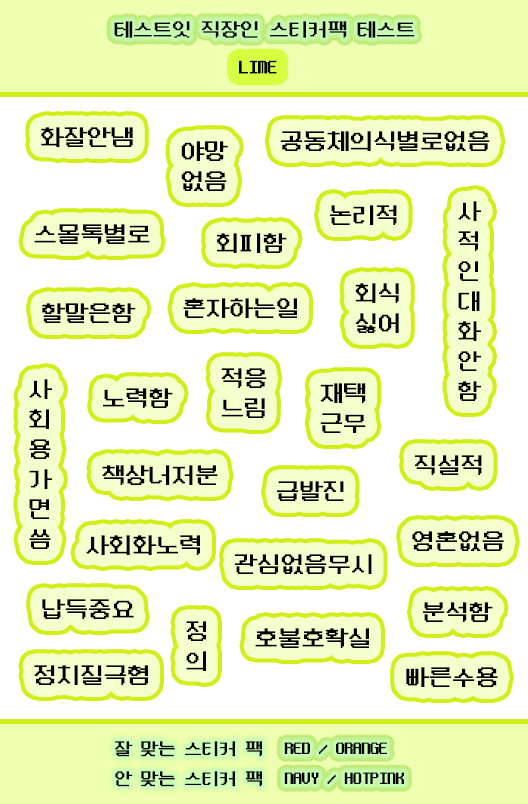 테스트잇 직장인 스티커팩 테스트
LIME
화잘안냄
야망
없음
공동체의식별로없음
스몰톡별로
회피함
논리적
사
적
인
대
화
안
함
할말은함
혼자하는일
회식
싫어
사
회
용
가
면
씀
노력함
적응
느림
재택
근무
책상너저분
급발진
직설적
사회화노력
관심없음무시
영혼없음
납득중요
정
의
호불호확실
분석함
정치질극혐
빠른수용
잘 맞는 스티커 팩 RED / ORANGE
안 맞는 스티커 팩 NAVY / HOTPINK